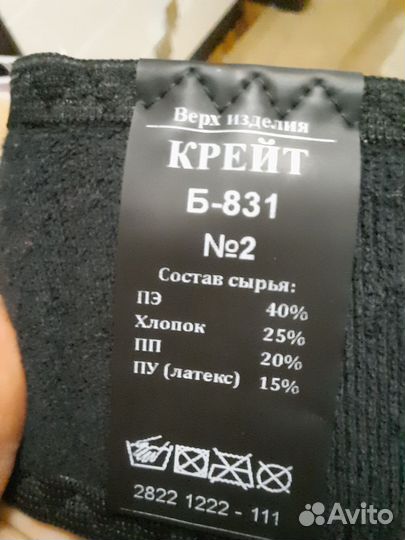 Верх изделия
КРЕЙТ
Б-831
№2
Состав сырья:
ПЭ 40%
Хлопок 25%
ПП 20%
ПУ (латекс) 15%
2822 1222 - 111
Avito